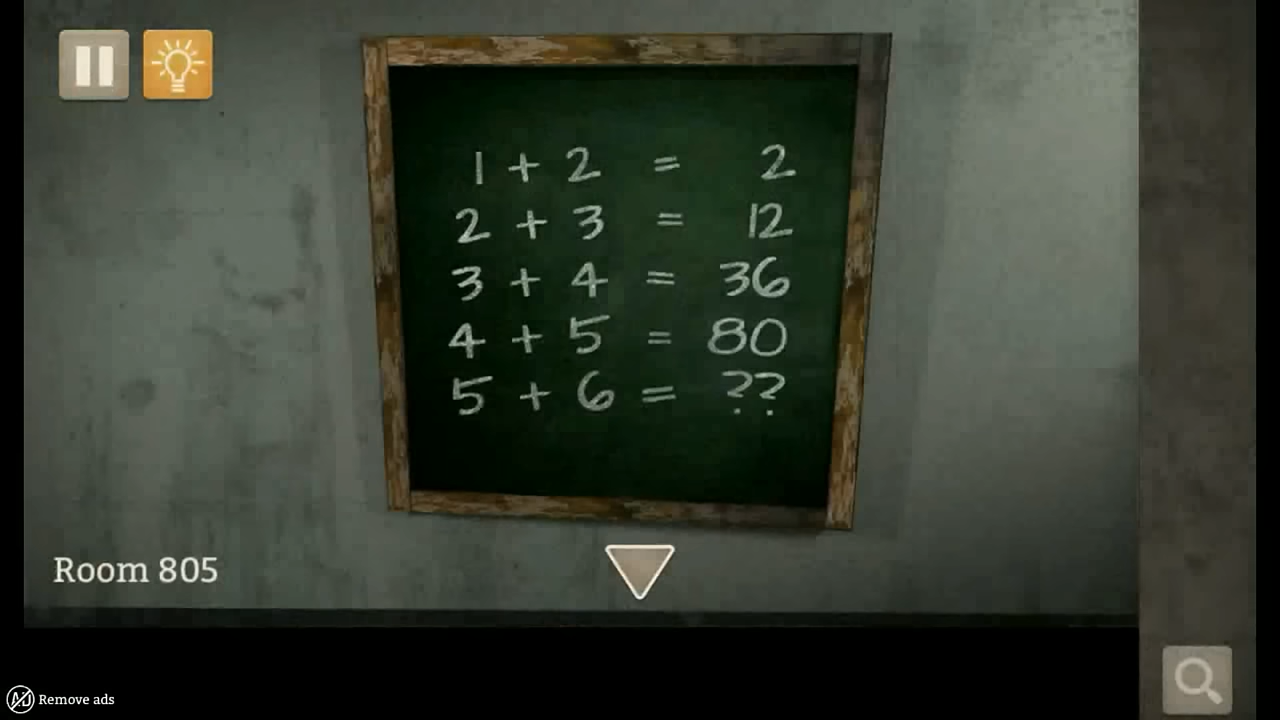 1 + 2 = 2
2 + 3 = 12
3 + 4 = 36
4 + 5 = 80
5 + 6 = ??
Room 805
Remove ads